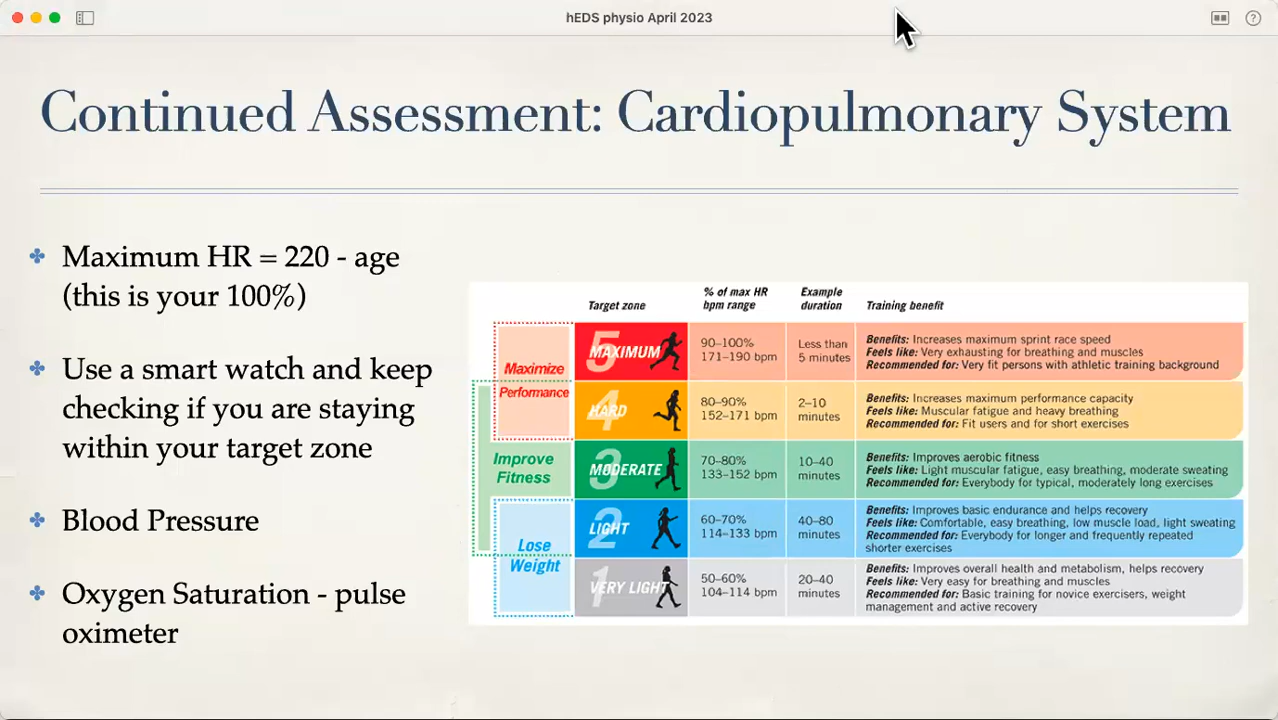 hEDS physio April 2023
Continued Assessment: Cardiopulmonary System
Maximum HR = 220 - age
(this is your 100%)
Use a smart watch and keep
checking if you are staying
within your target zone
Blood Pressure
Oxygen Saturation - pulse
oximeter
Target zone
% of max HR
bpm range
Example
duration
Training benefit
Maximize
Performance
Improve
Fitness
Lose
Weight
5
MAXIMUM
90–100%
171–190 bpm
Less than
5 minutes
Benefits: Increases maximum sprint race speed
Feels like: Very exhausting for breathing and muscles
Recommended for: Very fit persons with athletic training background
4
HARD
80–90%
152–171 bpm
2–10
minutes
Benefits: Increases maximum performance capacity
Feels like: Muscular fatigue and heavy breathing
Recommended for: Fit users and for short exercises
3
MODERATE
70–80%
133–152 bpm
10–40
minutes
Benefits: Improves aerobic fitness
Feels like: Light muscular fatigue, easy breathing, moderate sweating
Recommended for: Everybody for typical, moderately long exercises
2
LIGHT
60–70%
114–133 bpm
40–80
minutes
Benefits: Improves basic endurance and helps recovery
Feels like: Comfortable, easy breathing, low muscle load, light sweating
Recommended for: Everybody for longer and frequently repeated
shorter exercises
1
VERY LIGHT
50–60%
104–114 bpm
20–40
minutes
Benefits: Improves overall health and metabolism, helps recovery
Feels like: Very easy for breathing and muscles
Recommended for: Basic training for novice exercisers, weight
management and active recovery